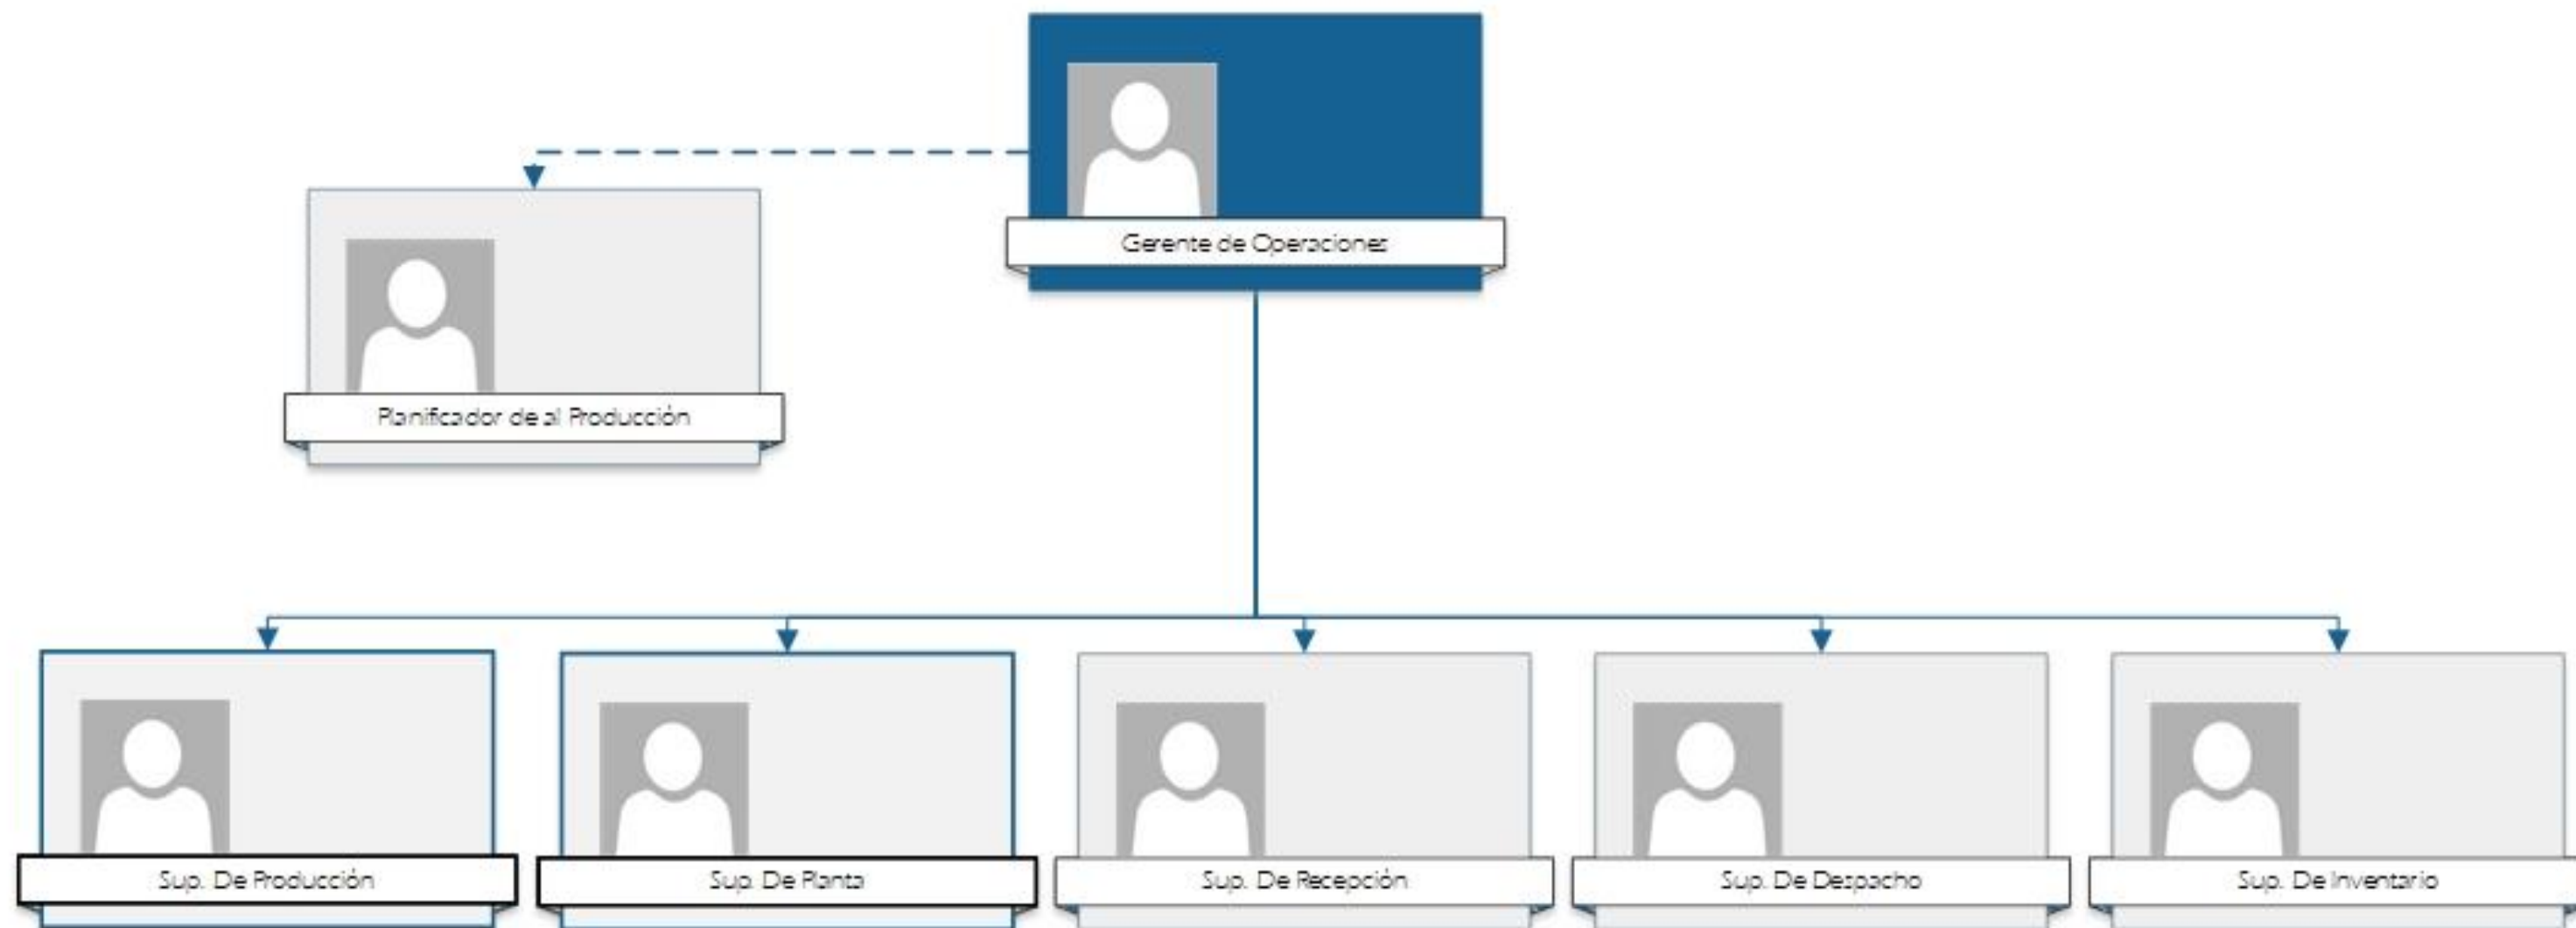 Gerente de Operaciones
Planificador de al Producción
Sup. De Producción
Sup. De Planta
Sup. De Recepción
Sup. De Despacho
Sup. De Inventario